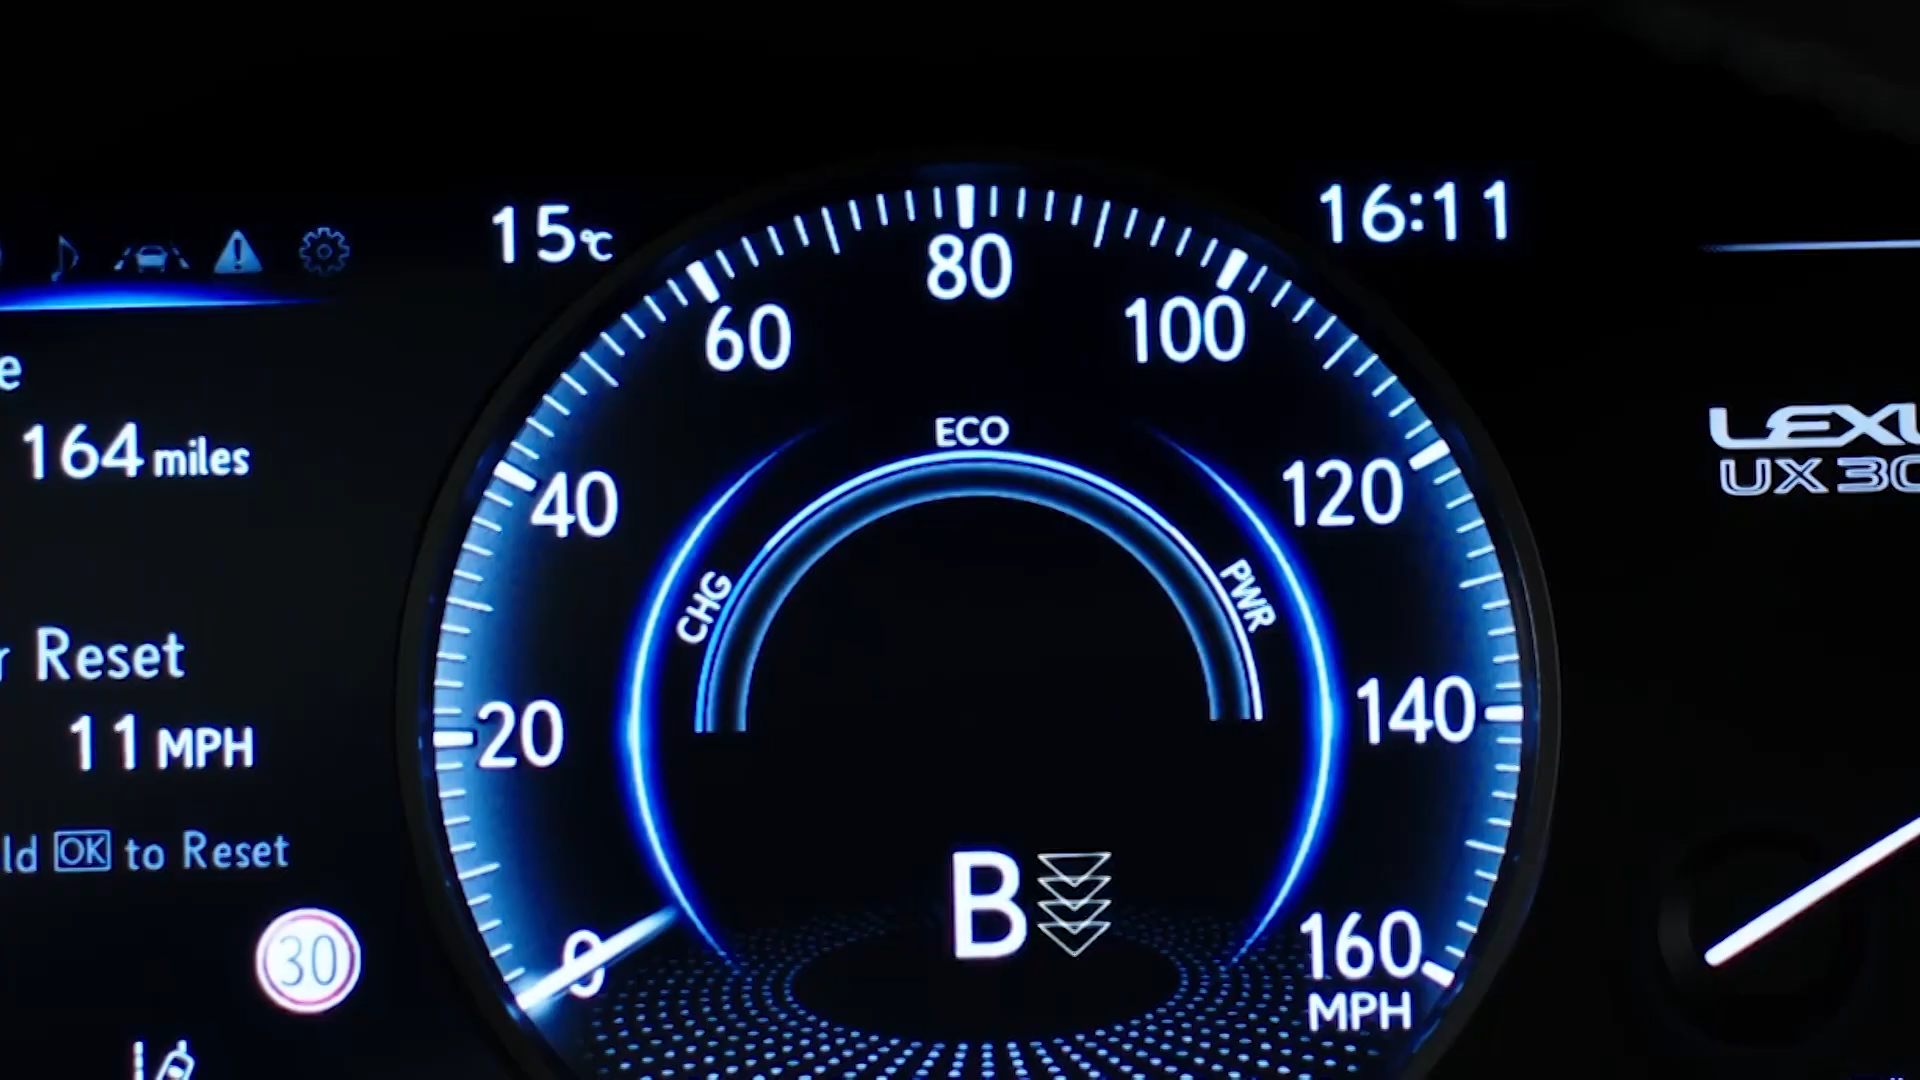 15°C
16:11
80
60
100
ECO
164 miles
LEXU
UX 30
40
120
CHG
PWR
r Reset
11 MPH
20
140
ld OK to Reset
B
30
0
160
MPH